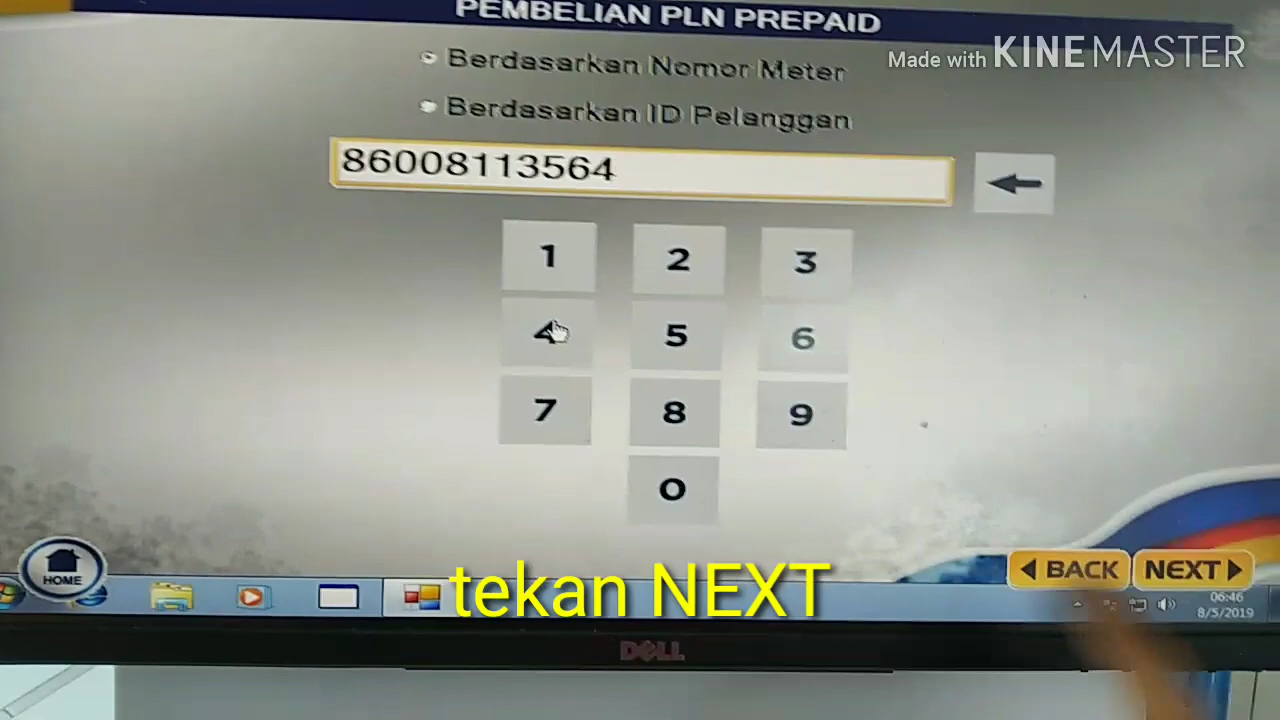 PEMBELIAN PLN PREPAID
Made with KINEMASTER
Berdasarkan Nomor Meter
Berdasarkan ID Pelanggan
86008113564
1 2 3
4 5 6
7 8 9
0
HOME
BACK NEXT
tekan NEXT
06:46
8/5/2019
DELL